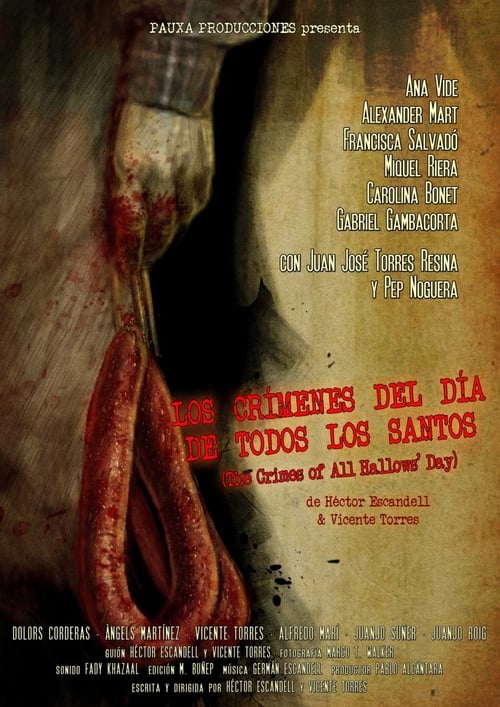 PAUXA PRODUCCIONES presenta
ANA VIDE
ALEXANDER MART
FRANCISCA SALVADÓ
MIQUEL RIERA
CAROLINA BONET
GABRIEL GAMBACORTA
CON JUAN JOSÉ TORRES RESINA
Y PEP NOGUERA
LOS CRÍMENES DEL DÍA
DE TODOS LOS SANTOS
(The Crimes of All Hallows' Day)
de Héctor Escandell
& Vicente Torres
DOLORS CORDERAS · ÀNGELS MARTÍNEZ · VICENTE TORRES · ALFREDO MARÍ · JUANJO SUÑER · JUANJO ROIG
GUIÓN HÉCTOR ESCANDELL Y VICENTE TORRES. FOTOGRAFÍA MARCO T. WALKER
SONIDO FADY KHAZAAL EDICIÓN M. BUÑEP MÚSICA GERMÁN ESCANDELL PRODUCTOR PABLO ALCÁNTARA
ESCRITA Y DIRIGIDA POR HÉCTOR ESCANDELL Y VICENTE TORRES